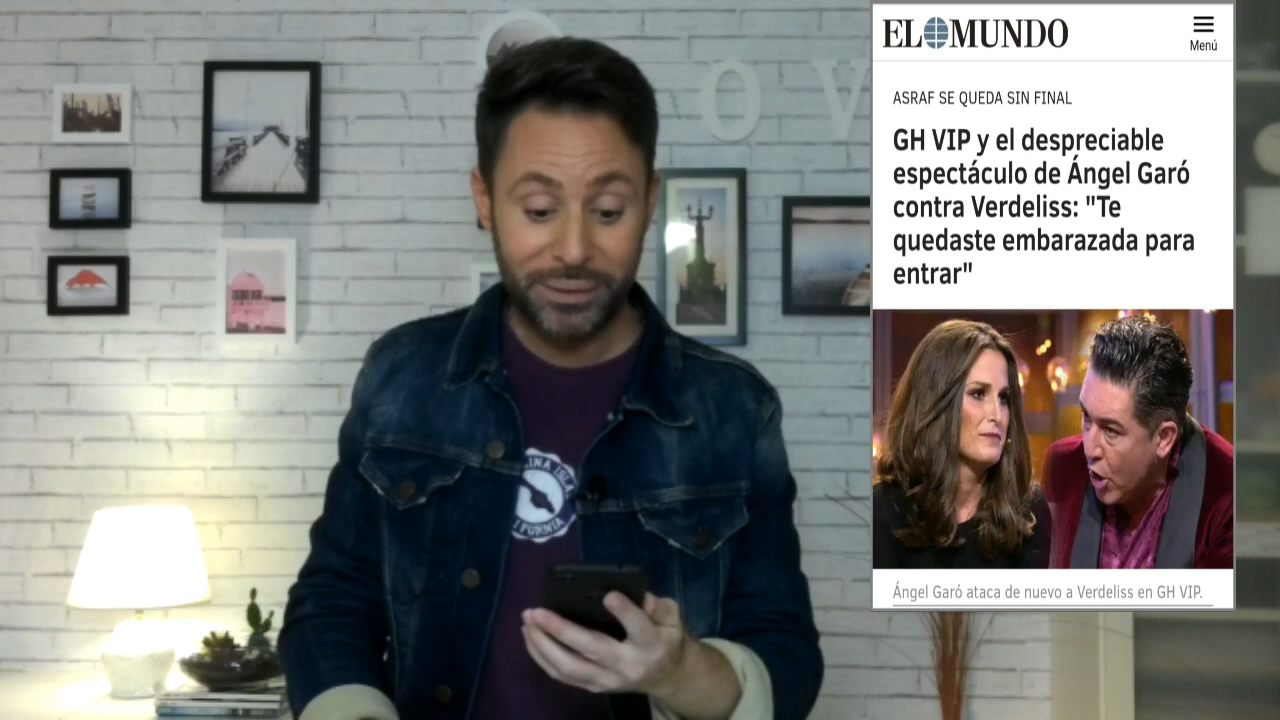 O V
EL MUNDO
Menú
ASRAF SE QUEDA SIN FINAL
GH VIP y el despreciable
espectáculo de Ángel Garó
contra Verdeliss: "Te
quedaste embarazada para
entrar"
Ángel Garó ataca de nuevo a Verdeliss en GH VIP.